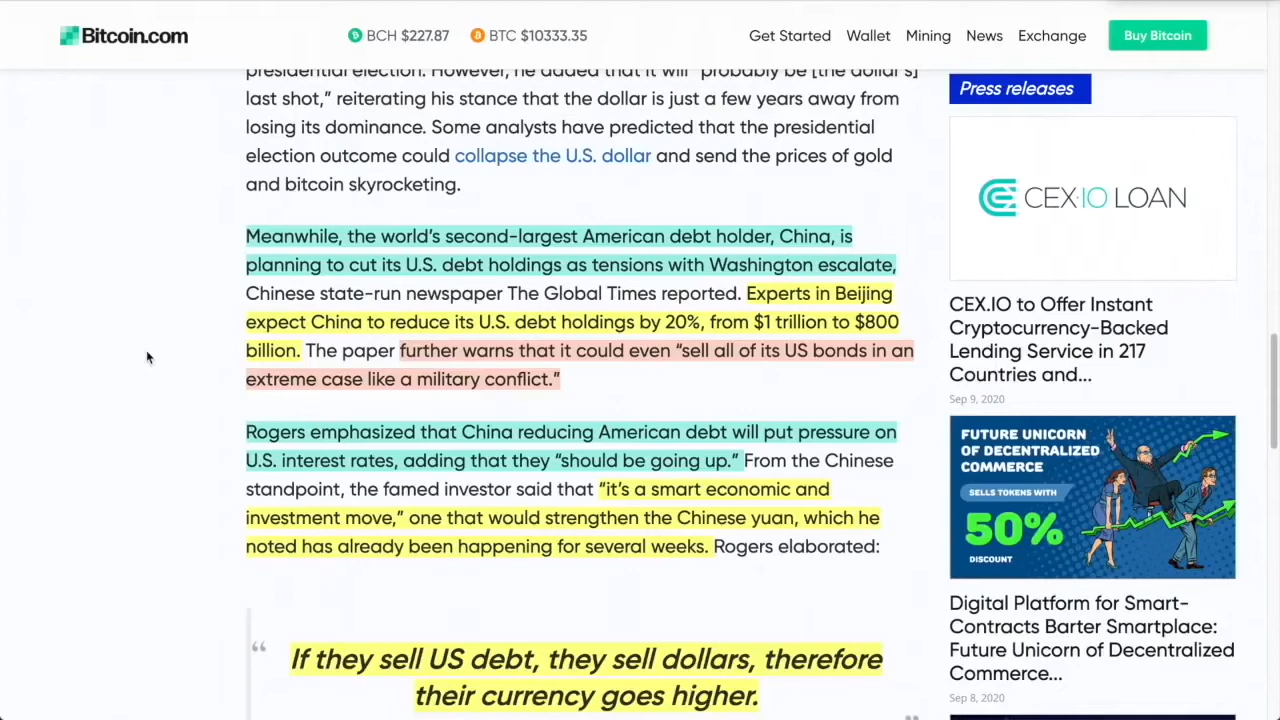 Bitcoin.com
BCH $227.87
BTC $10333.35
Get Started Wallet Mining News Exchange Buy Bitcoin
presidential election. However, he added that it will “probably be [the dollar’s]
last shot,” reiterating his stance that the dollar is just a few years away from
losing its dominance. Some analysts have predicted that the presidential
election outcome could collapse the U.S. dollar and send the prices of gold
and bitcoin skyrocketing.
Meanwhile, the world’s second-largest American debt holder, China, is
planning to cut its U.S. debt holdings as tensions with Washington escalate,
Chinese state-run newspaper The Global Times reported. Experts in Beijing
expect China to reduce its U.S. debt holdings by 20%, from $1 trillion to $800
billion. The paper further warns that it could even “sell all of its US bonds in an
extreme case like a military conflict.”
Rogers emphasized that China reducing American debt will put pressure on
U.S. interest rates, adding that they “should be going up.” From the Chinese
standpoint, the famed investor said that “it’s a smart economic and
investment move,” one that would strengthen the Chinese yuan, which he
noted has already been happening for several weeks. Rogers elaborated:
“
If they sell US debt, they sell dollars, therefore
their currency goes higher.
”
Press releases
CEX.IO LOAN
CEX.IO to Offer Instant
Cryptocurrency-Backed
Lending Service in 217
Countries and...
Sep 9, 2020
FUTURE UNICORN
OF DECENTRALIZED
COMMERCE
SELLS TOKENS WITH
50%
DISCOUNT
Digital Platform for Smart-
Contracts Barter Smartplace:
Future Unicorn of Decentralized
Commerce...
Sep 8, 2020